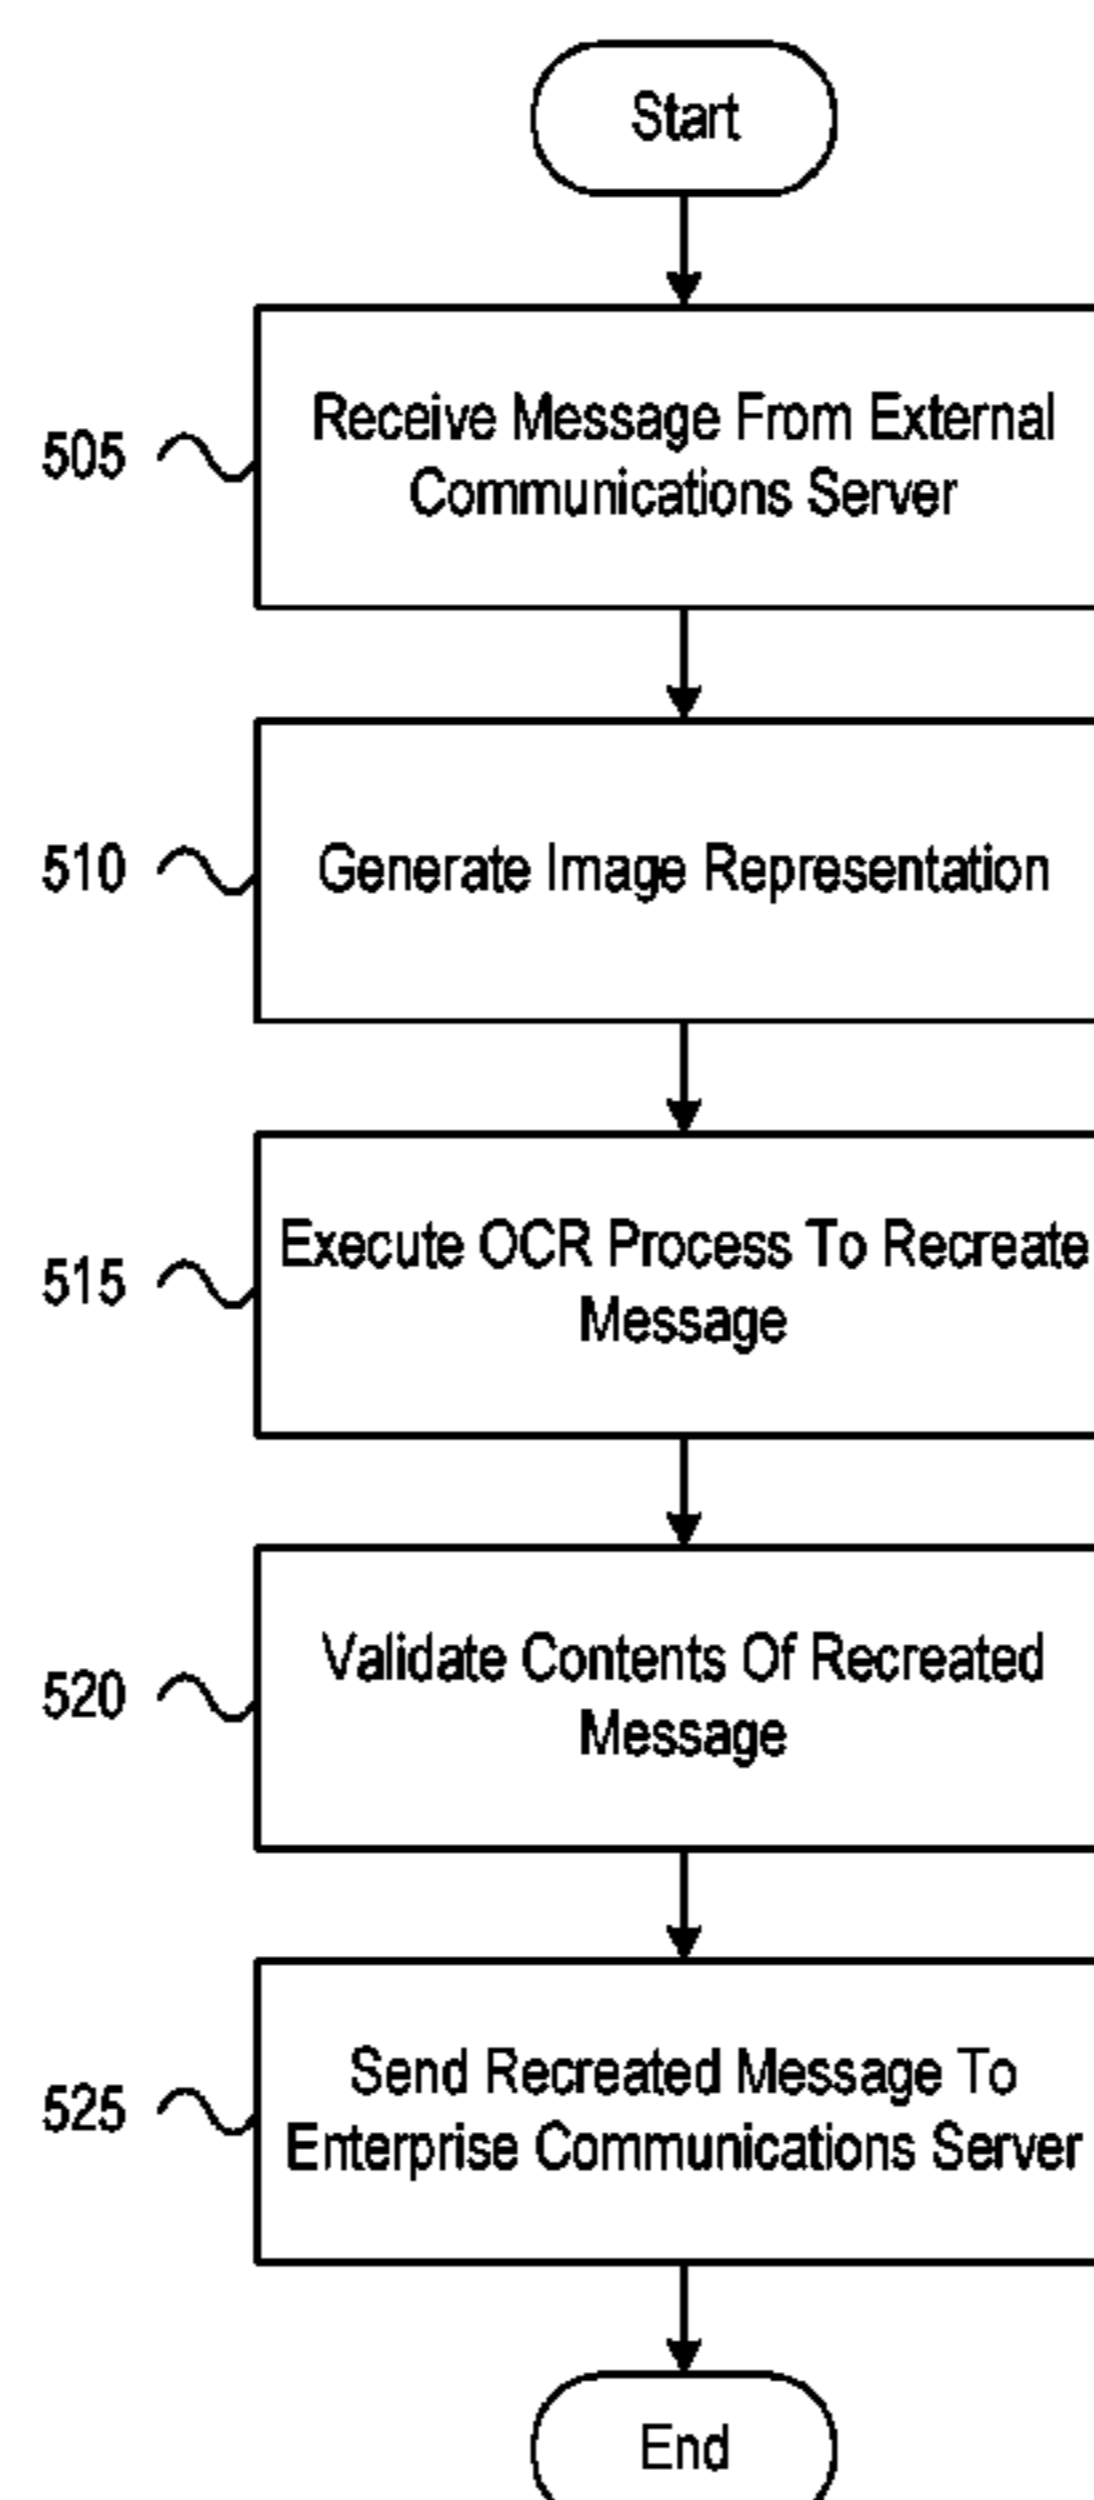 Start
505
Receive Message From External
Communications Server
510
Generate Image Representation
515
Execute OCR Process To Recreate
Message
520
Validate Contents Of Recreated
Message
525
Send Recreated Message To
Enterprise Communications Server
End